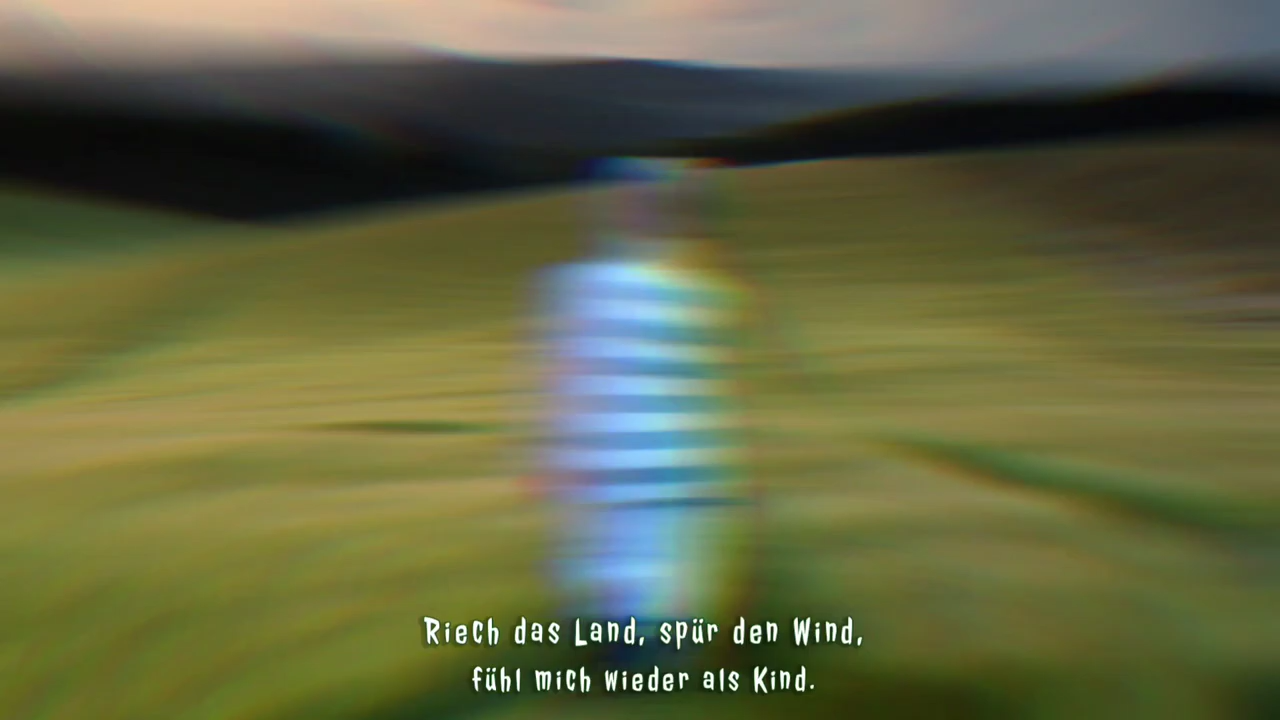 Riech das Land, spür den Wind,
fühl mich wieder als Kind.